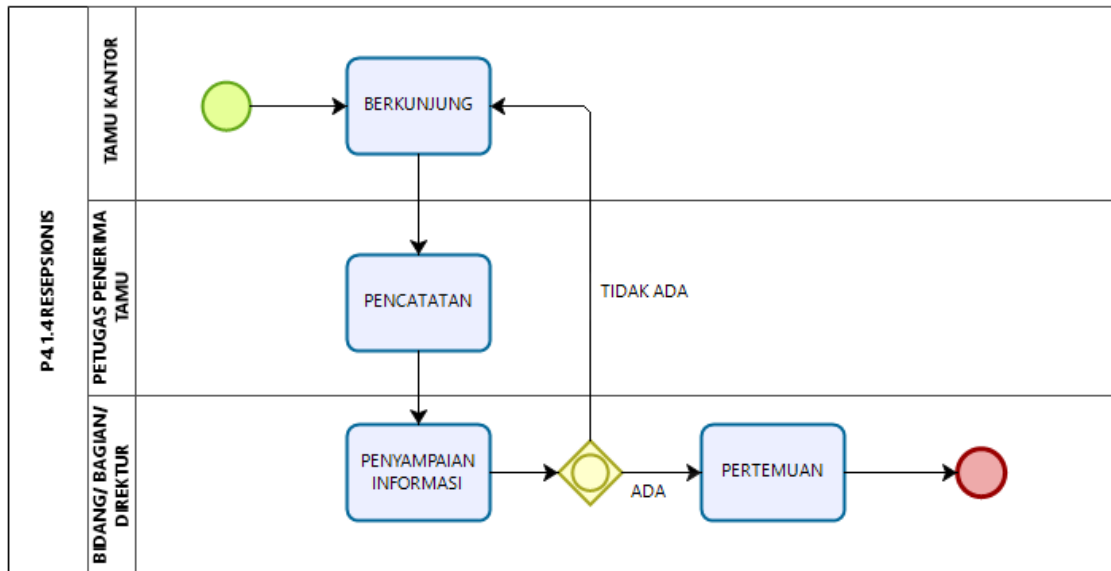 P4.1.4 RESEPSIONIS
TAMU KANTOR
BERKUNJUNG
PETUGAS PENERIMA
TAMU
PENCATATAN
TIDAK ADA
BIDANG/ BAGIAN/
DIREKTUR
PENYAMPAIAN
INFORMASI
ADA
PERTEMUAN